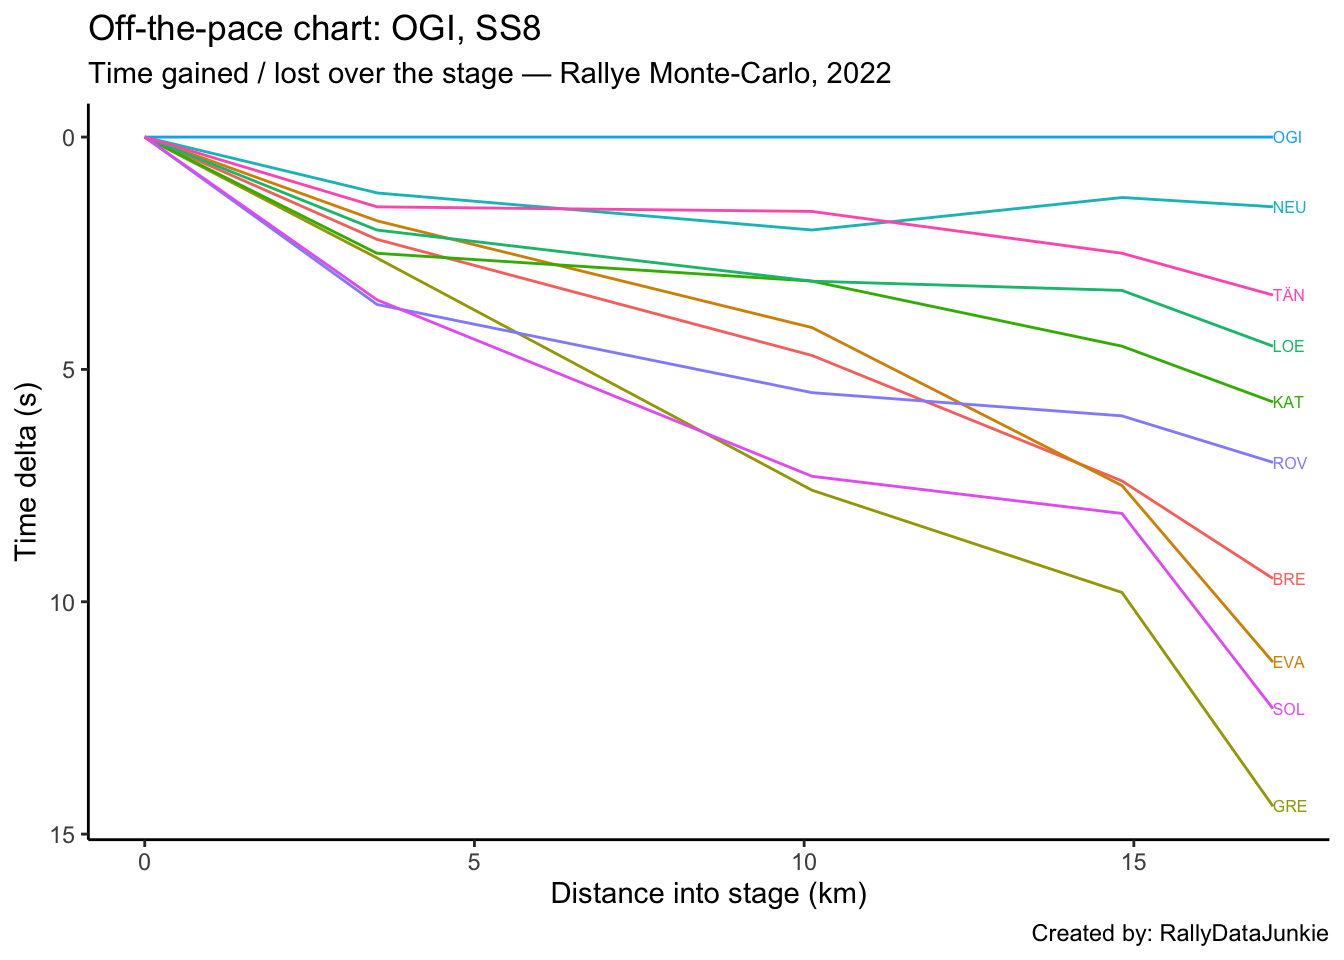 Off-the-pace chart: OGI, SS8
Time gained / lost over the stage — Rallye Monte-Carlo, 2022
Time delta (s)
0
5
10
15
OGI
NEU
TÄN
LOE
KAT
ROV
BRE
EVA
SOL
GRE
0 5 10 15
Distance into stage (km)
Created by: RallyDataJunkie